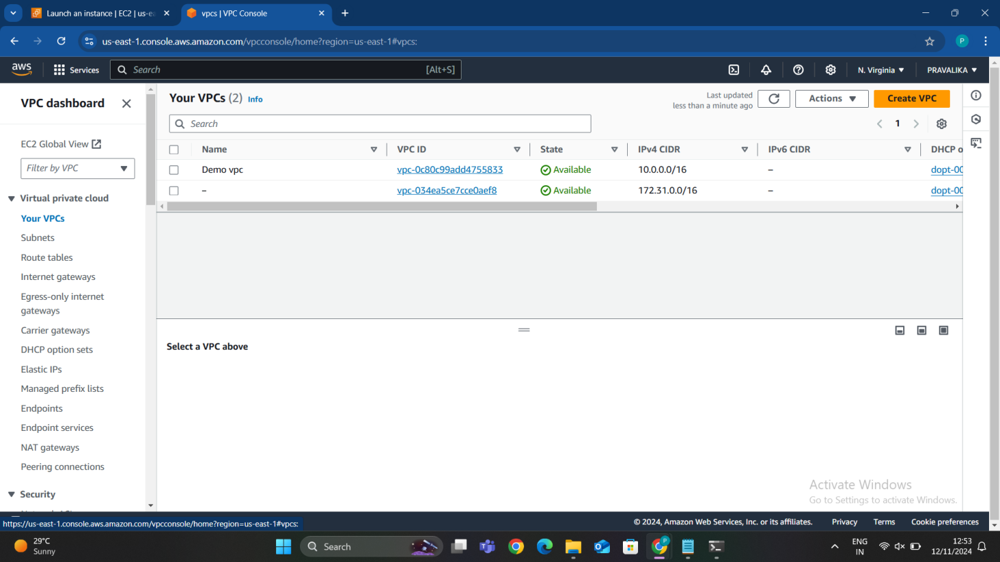 Launch an instance | EC2 | us-ea
vpcs | VPC Console
us-east-1.console.aws.amazon.com/vpcconsole/home?region=us-east-1#vpcs:
P
aws
Services
Search
[Alt+S]
N. Virginia
PRAVALIKA
VPC dashboard
EC2 Global View
Filter by VPC
Virtual private cloud
Your VPCs
Subnets
Route tables
Internet gateways
Egress-only internet
gateways
Carrier gateways
DHCP option sets
Elastic IPs
Managed prefix lists
Endpoints
Endpoint services
NAT gateways
Peering connections
Security
Your VPCs (2) Info
Last updated
less than a minute ago
Actions
Create VPC
Search
1
Name VPC ID State IPv4 CIDR IPv6 CIDR DHCP o
Demo vpc vpc-0c80c99add4755833 Available 10.0.0.0/16 – dopt-00
– vpc-034ea5ce7cce0aef8 Available 172.31.0.0/16 – dopt-00
Select a VPC above
Activate Windows
Go to Settings to activate Windows.
https://us-east-1.console.aws.amazon.com/vpcconsole/home?region=us-east-1#vpcs:
© 2024, Amazon Web Services, Inc. or its affiliates.
Privacy
Terms
Cookie preferences
29°C
Sunny
Search
P
ENG
IN
12:53
12/11/2024